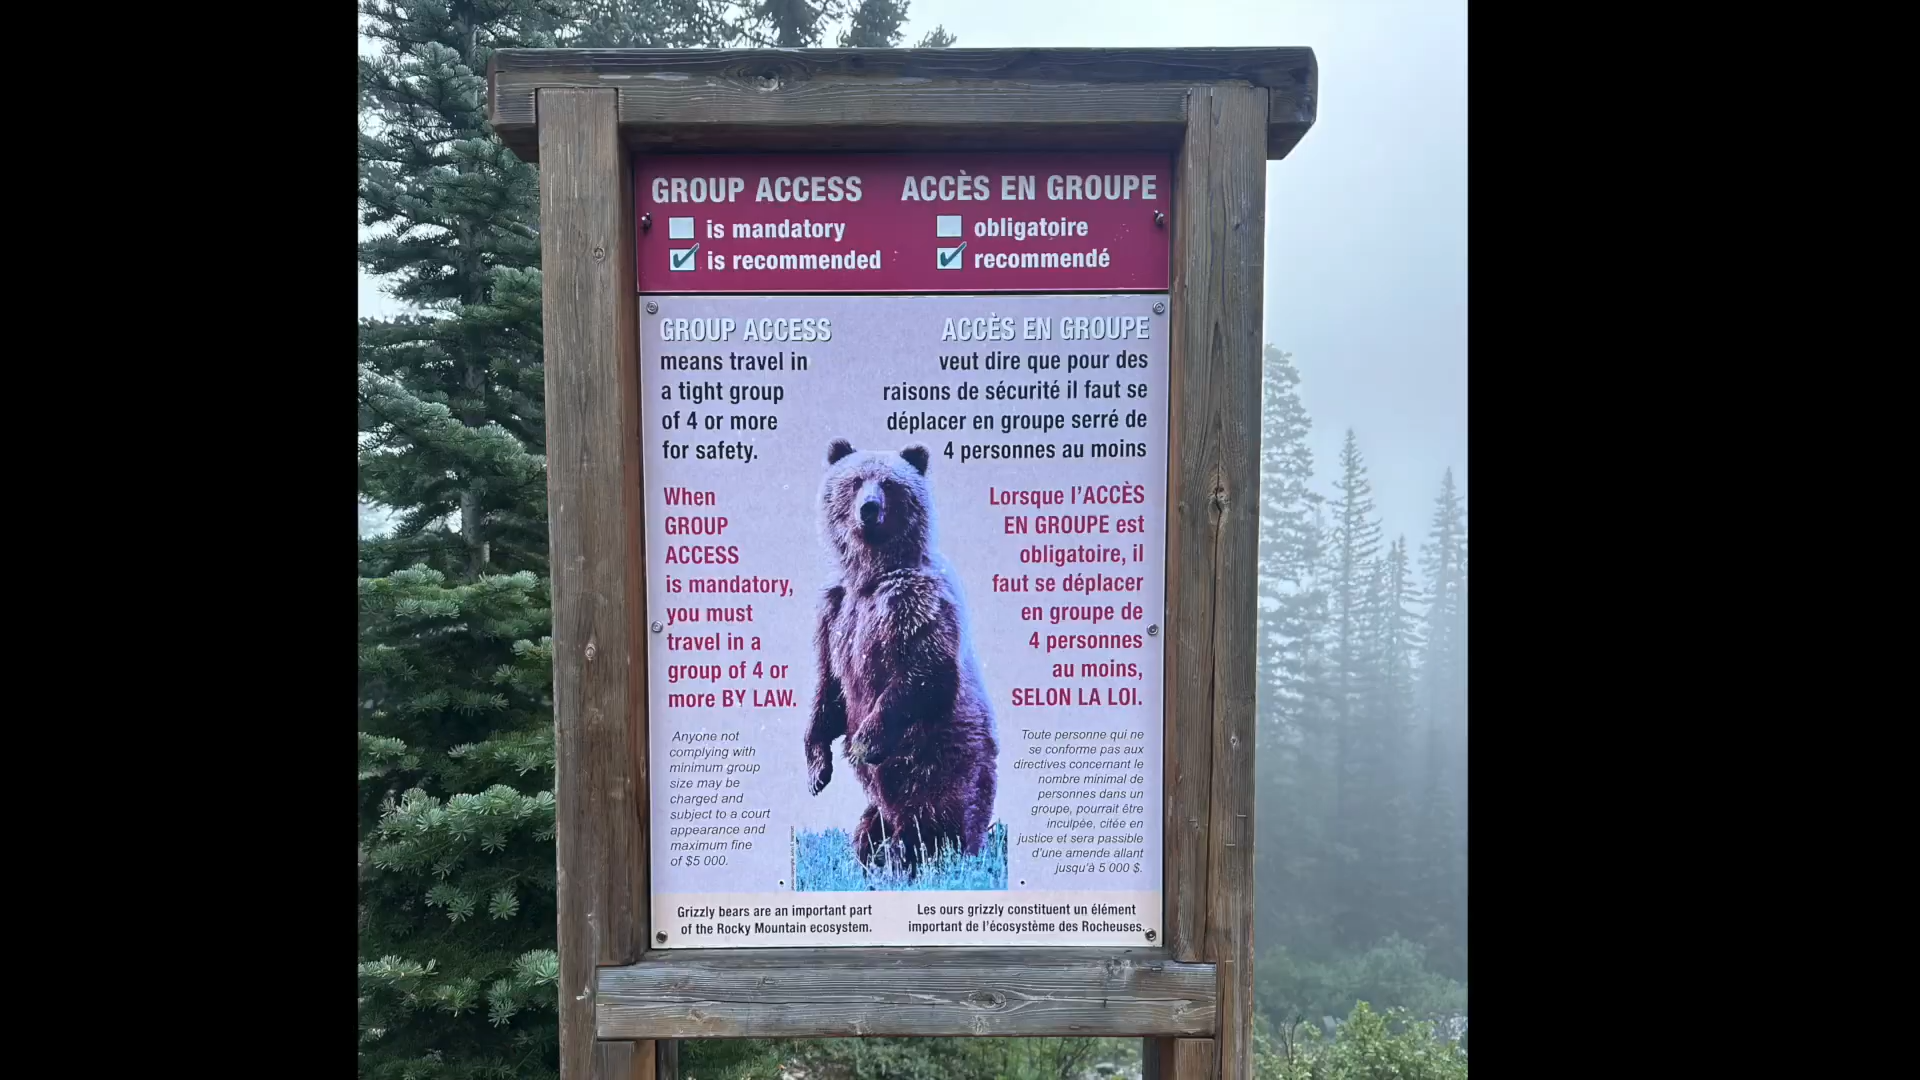 GROUP ACCESS
is mandatory
is recommended
ACCÈS EN GROUPE
obligatoire
recommandé
GROUP ACCESS
means travel in
a tight group
of 4 or more
for safety.
When
GROUP
ACCESS
is mandatory,
you must
travel in a
group of 4 or
more BY LAW.
Anyone not
complying with
minimum group
size may be
charged and
subject to a court
appearance and
maximum fine
of $5 000.
ACCÈS EN GROUPE
veut dire que pour des
raisons de sécurité il faut se
déplacer en groupe serré de
4 personnes au moins
Lorsque l'ACCÈS
EN GROUPE est
obligatoire, il
faut se déplacer
en groupe de
4 personnes
au moins,
SELON LA LOI.
Toute personne qui ne
se conforme pas aux
directives concernant le
nombre minimal de
personnes dans un
groupe, pourrait être
inculpée, citée en
justice et sera passible
d'une amende allant
jusqu'à 5 000 $.
Grizzly bears are an important part
of the Rocky Mountain ecosystem.
Les ours grizzly constituent un élément
important de l'écosystème des Rocheuses.